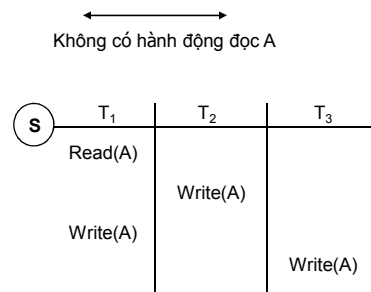 Không có hành động đọc A
S T₁ T₂ T₃
Read(A)
Write(A)
Write(A)
Write(A)